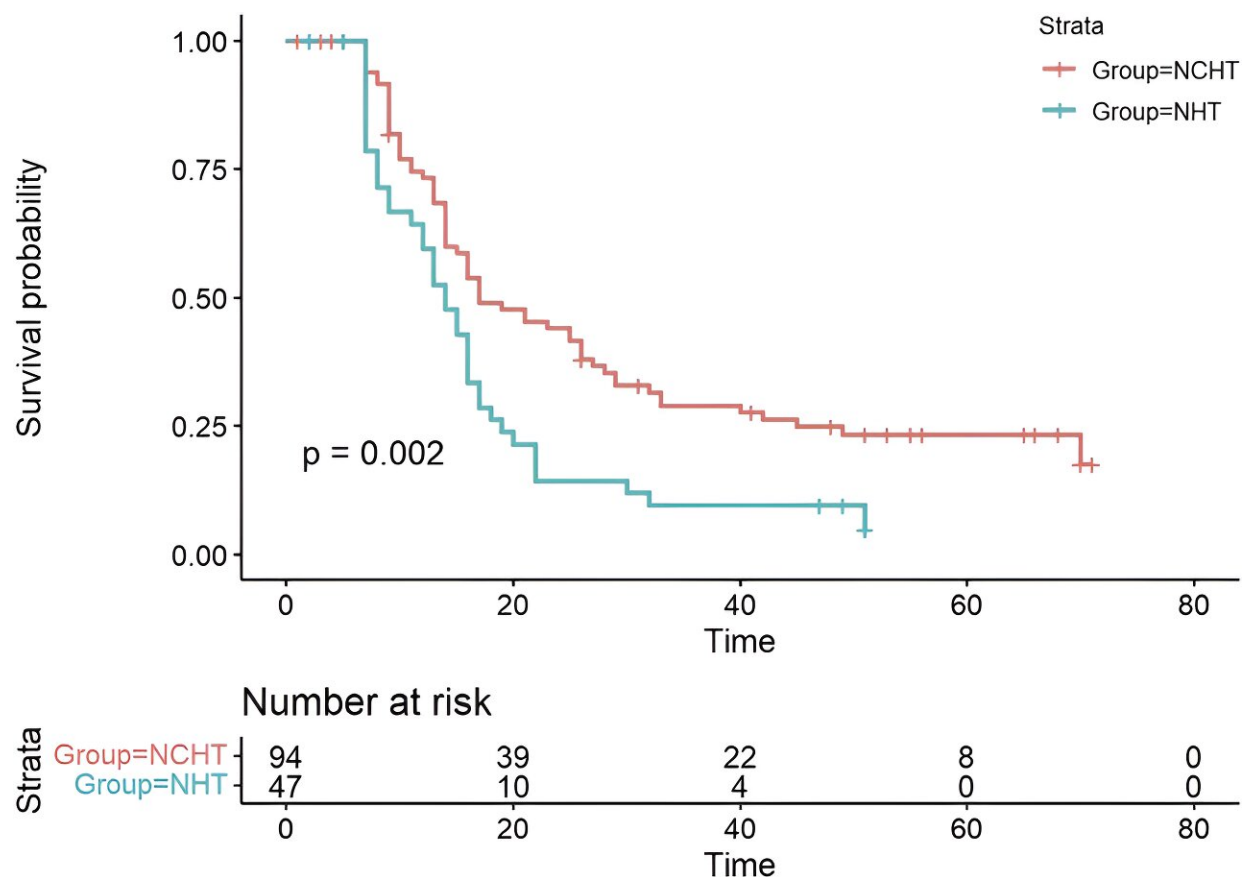 Strata
Group=NCHT
Group=NHT
Survival probability
1.00
0.75
0.50
0.25
0.00
p = 0.002
0 20 40 60 80
Time
Number at risk
Strata
Group=NCHT 94 39 22 8 0
Group=NHT 47 10 4 0 0
0 20 40 60 80
Time